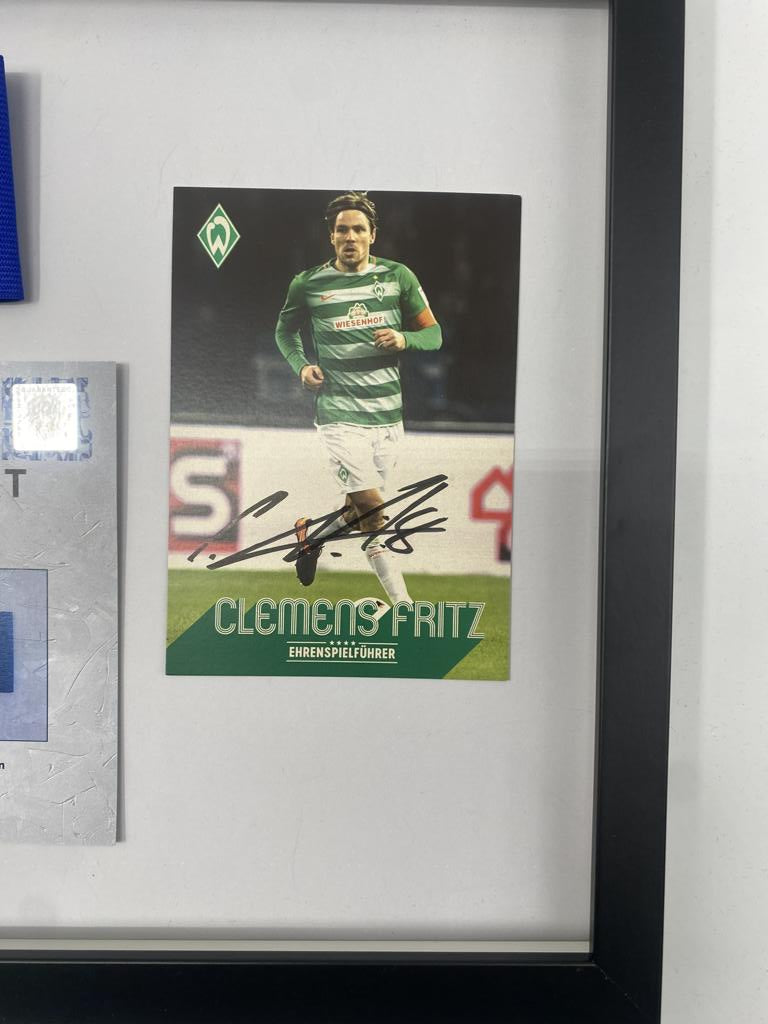 T
WIESENHOF
S
CLEMENS FRITZ
EHRENSPIELFÜHRER
n